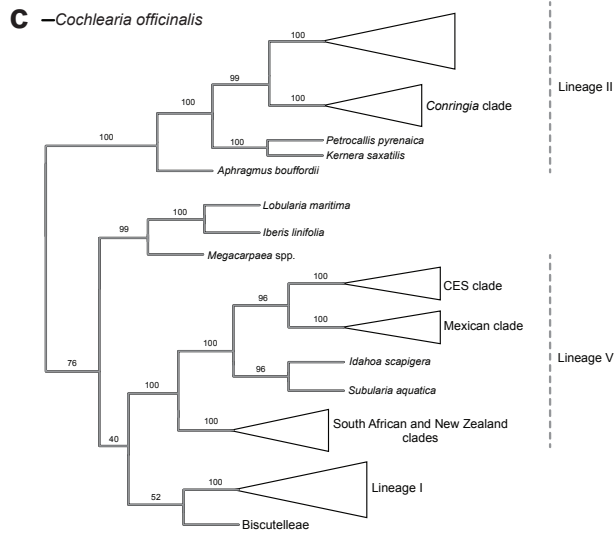 C –Cochlearia officinalis
100
99
100
Conringia clade
100
100
100
Petrocallis pyrenaica
Kernera saxatilis
Aphragmus bouffordii
Lineage II
100
99
Lobularia maritima
Iberis linifolia
Megacarpaea spp.
100
CES clade
96
100
Mexican clade
100
96
Idahoa scapigera
Subularia aquatica
Lineage V
76
100
100
South African and New Zealand
clades
40
100
Lineage I
52
Biscutelleae